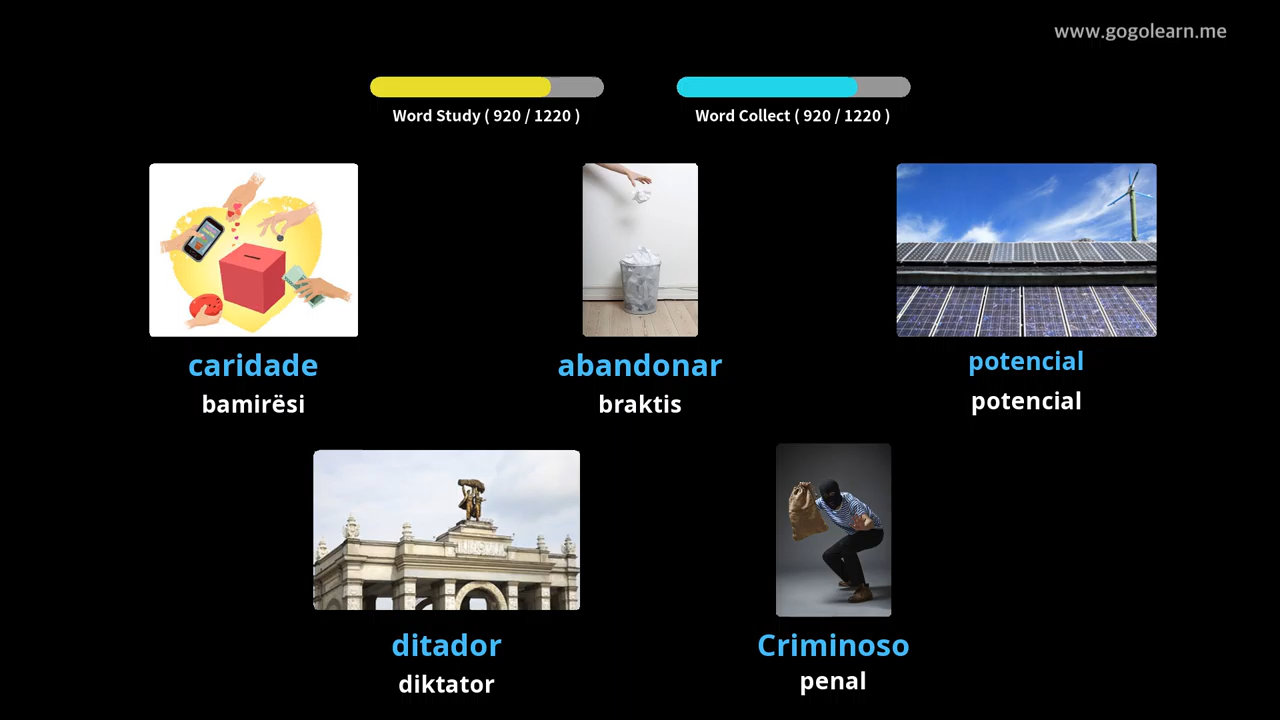 www.gogolearn.me
Word Study ( 920 / 1220 )
Word Collect ( 920 / 1220 )
caridade
bamirësi
abandonar
braktis
potencial
potencial
ditador
diktator
Criminoso
penal